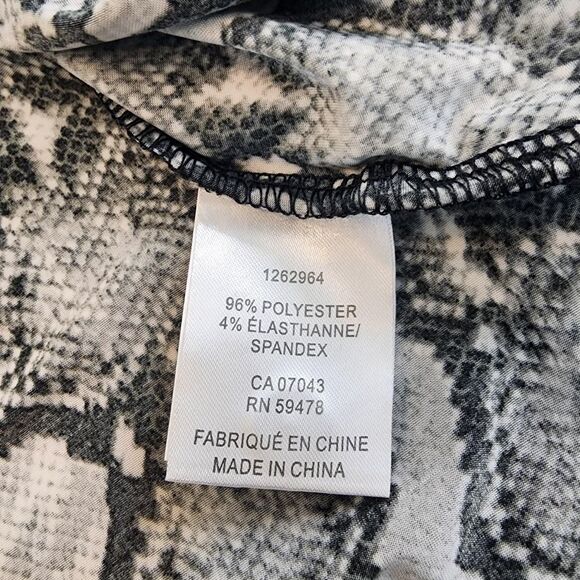 1262964
96% POLYESTER
4% ÉLASTHANNE/
SPANDEX
CA 07043
RN 59478
FABRIQUÉ EN CHINE
MADE IN CHINA